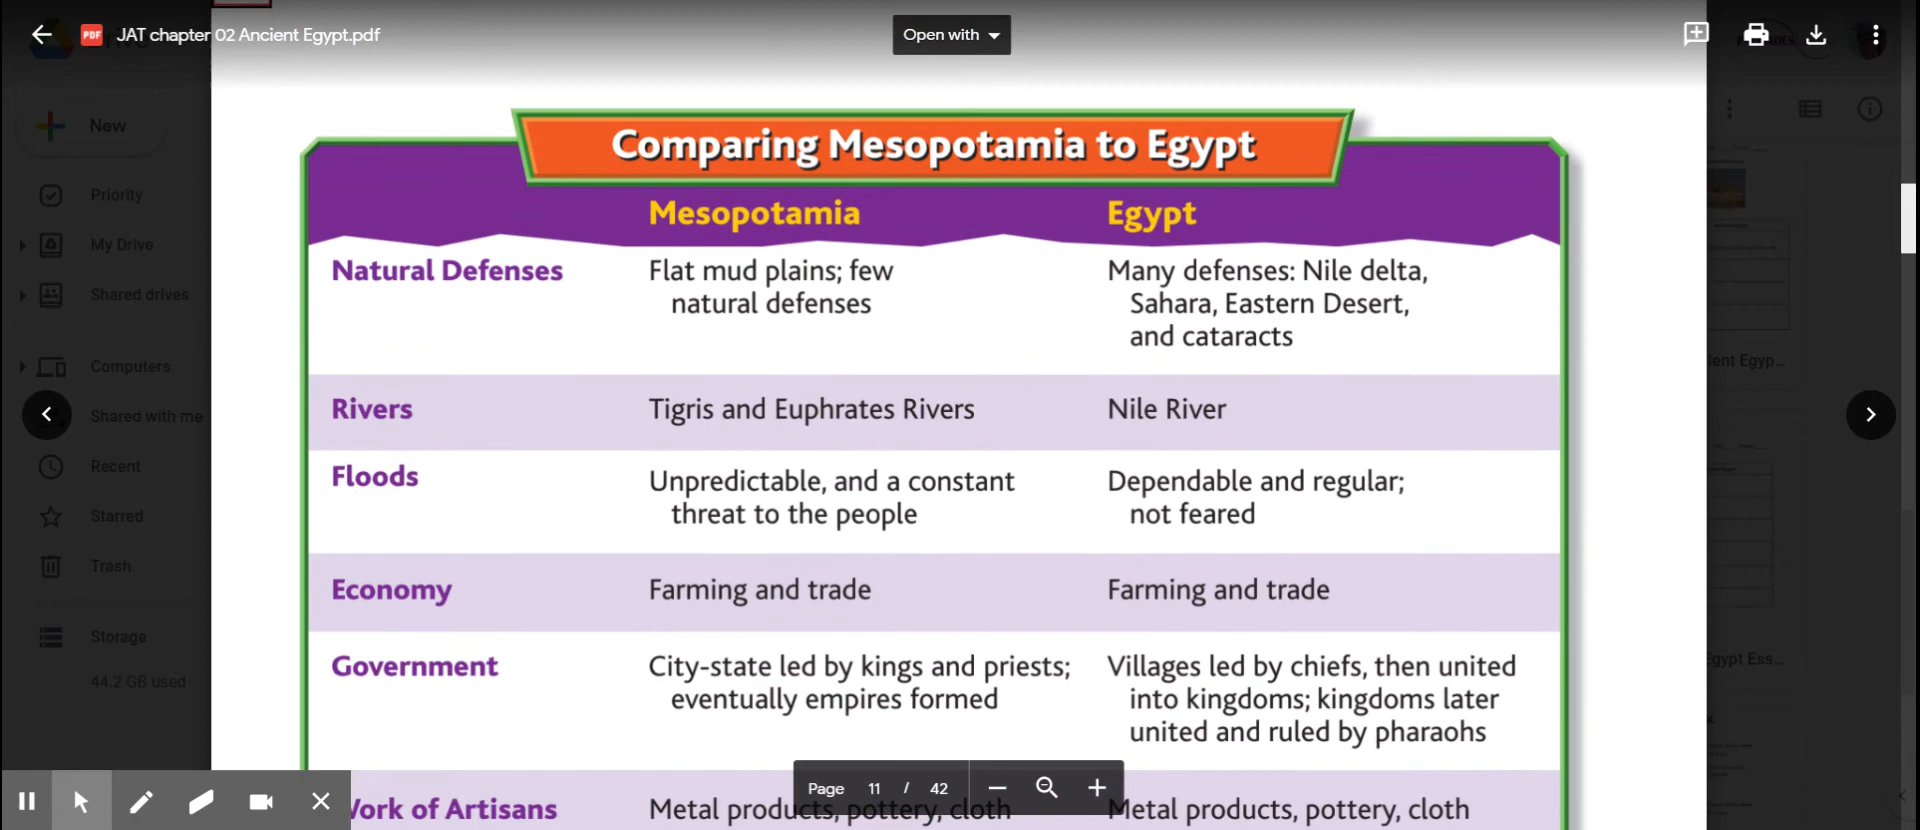 JAT chapter 02 Ancient Egypt.pdf
Open with
New
Priority
My Drive
Shared drives
Computers
Shared with me
Recent
Starred
Trash
Storage
44.2 GB used
Comparing Mesopotamia to Egypt
Mesopotamia Egypt
Natural Defenses Flat mud plains; few Many defenses: Nile delta,
natural defenses Sahara, Eastern Desert,
and cataracts
Rivers Tigris and Euphrates Rivers Nile River
Floods Unpredictable, and a constant Dependable and regular;
threat to the people not feared
Economy Farming and trade Farming and trade
Government City-state led by kings and priests; Villages led by chiefs, then united
eventually empires formed into kingdoms; kingdoms later
united and ruled by pharaohs
Work of Artisans Metal products, pottery, cloth Metal products, pottery, cloth
Page 11 / 42
PDF